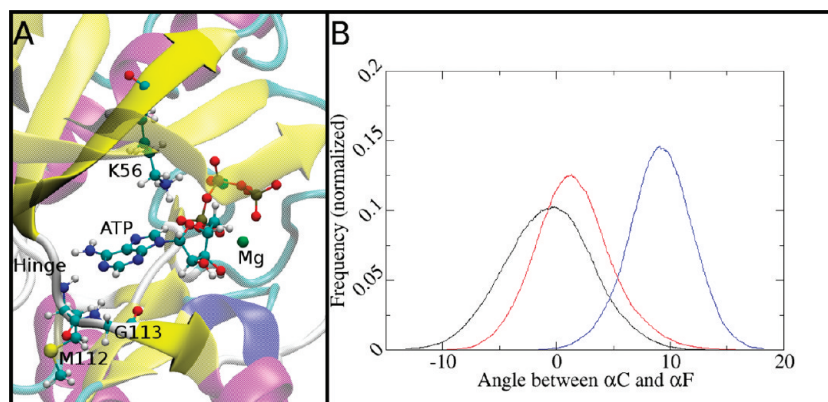 A
K56
ATP
Mg
Hinge
G113
M112
B
Frequency (normalized)
0.2
0.15
0.1
0.05
0
-10
0
10
20
Angle between αC and αF